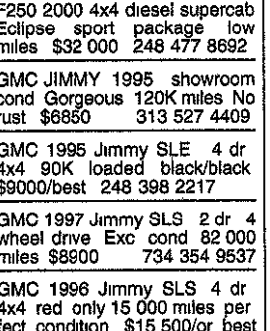 F250 2000 4x4 diesel supercab
Eclipse sport package low
miles $32 000 248 477 8692
GMC JIMMY 1995 showroom
cond Gorgeous 120K miles No
rust $6850 313 527 4409
GMC 1995 Jimmy SLE 4 dr
4x4 90K loaded black/black
$9000/best 248 398 2217
GMC 1997 Jimmy SLS 2 dr 4
wheel drive Exc cond 82 000
miles $8900 734 354 9537
GMC 1996 Jimmy SLS 4 dr
4x4 red only 15 000 miles per
fect condition $15 500/or best